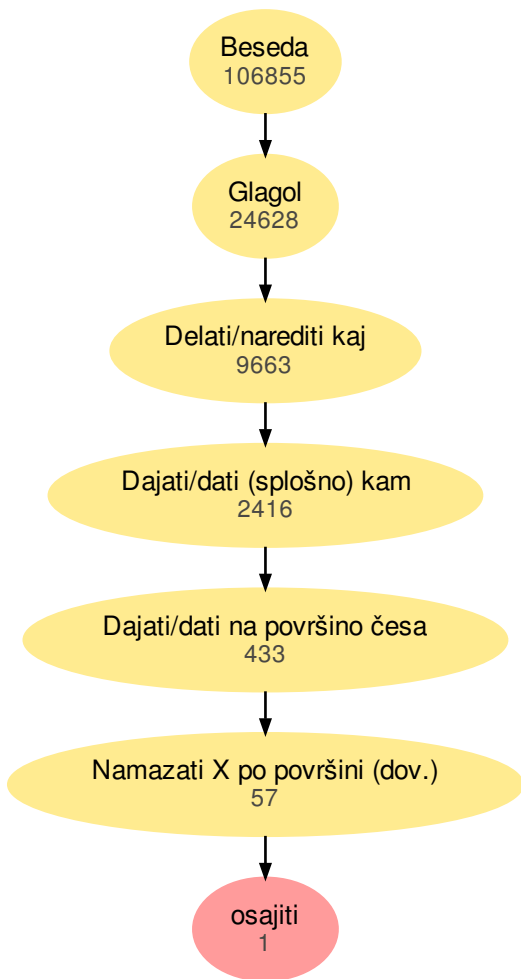 Beseda
106855
Glagol
24628
Delati/narediti kaj
9663
Dajati/dati (splošno) kam
2416
Dajati/dati na površino česa
433
Namazati X po površini (dov.)
57
osajiti
1